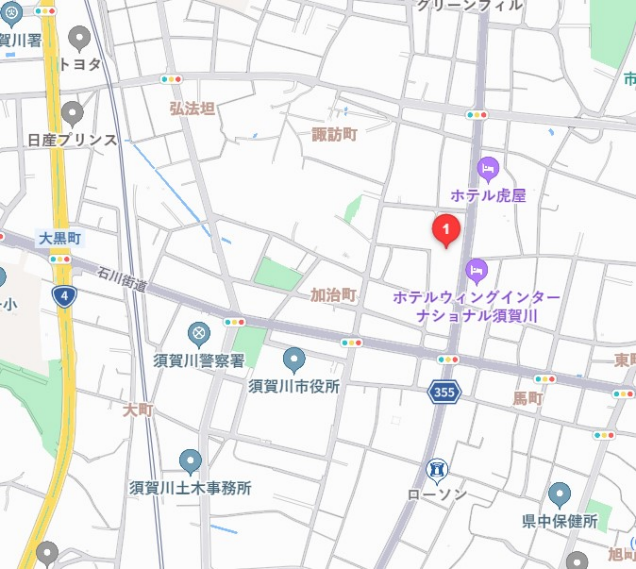 グリーンフィル
賀川署
トヨタ
市
弘法坦
諏訪町
日産プリンス
ホテル虎屋
1
大黒町
石川街道
4
小
加治町
ホテルウィングインター
ナショナル須賀川
須賀川警察署
須賀川市役所
東町
355
馬町
大町
須賀川土木事務所
ローソン
県中保健所
旭町